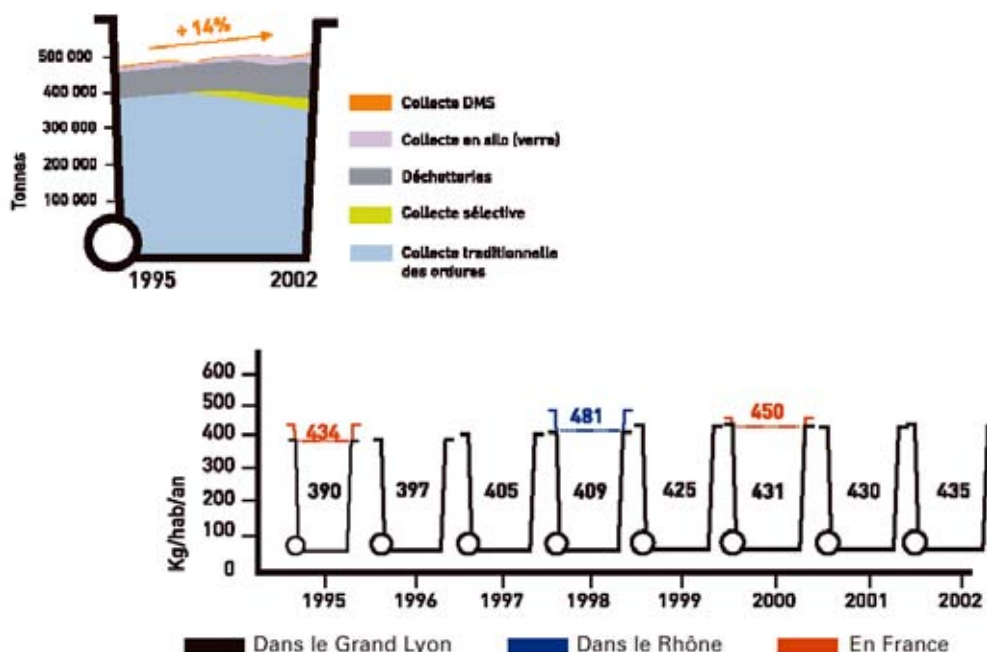 + 14%
500 000
400 000
300 000
200 000
100 000
Tonnes
1995 2002
Collecte DMS
Collecte en silo (verre)
Déchetteries
Collecte sélective
Collecte traditionnelle
des ordures
Kg/hab/an
600
500
400
300
200
100
0
434 481 450
390 397 405 409 425 431 430 435
1995 1996 1997 1998 1999 2000 2001 2002
Dans le Grand Lyon Dans le Rhône En France